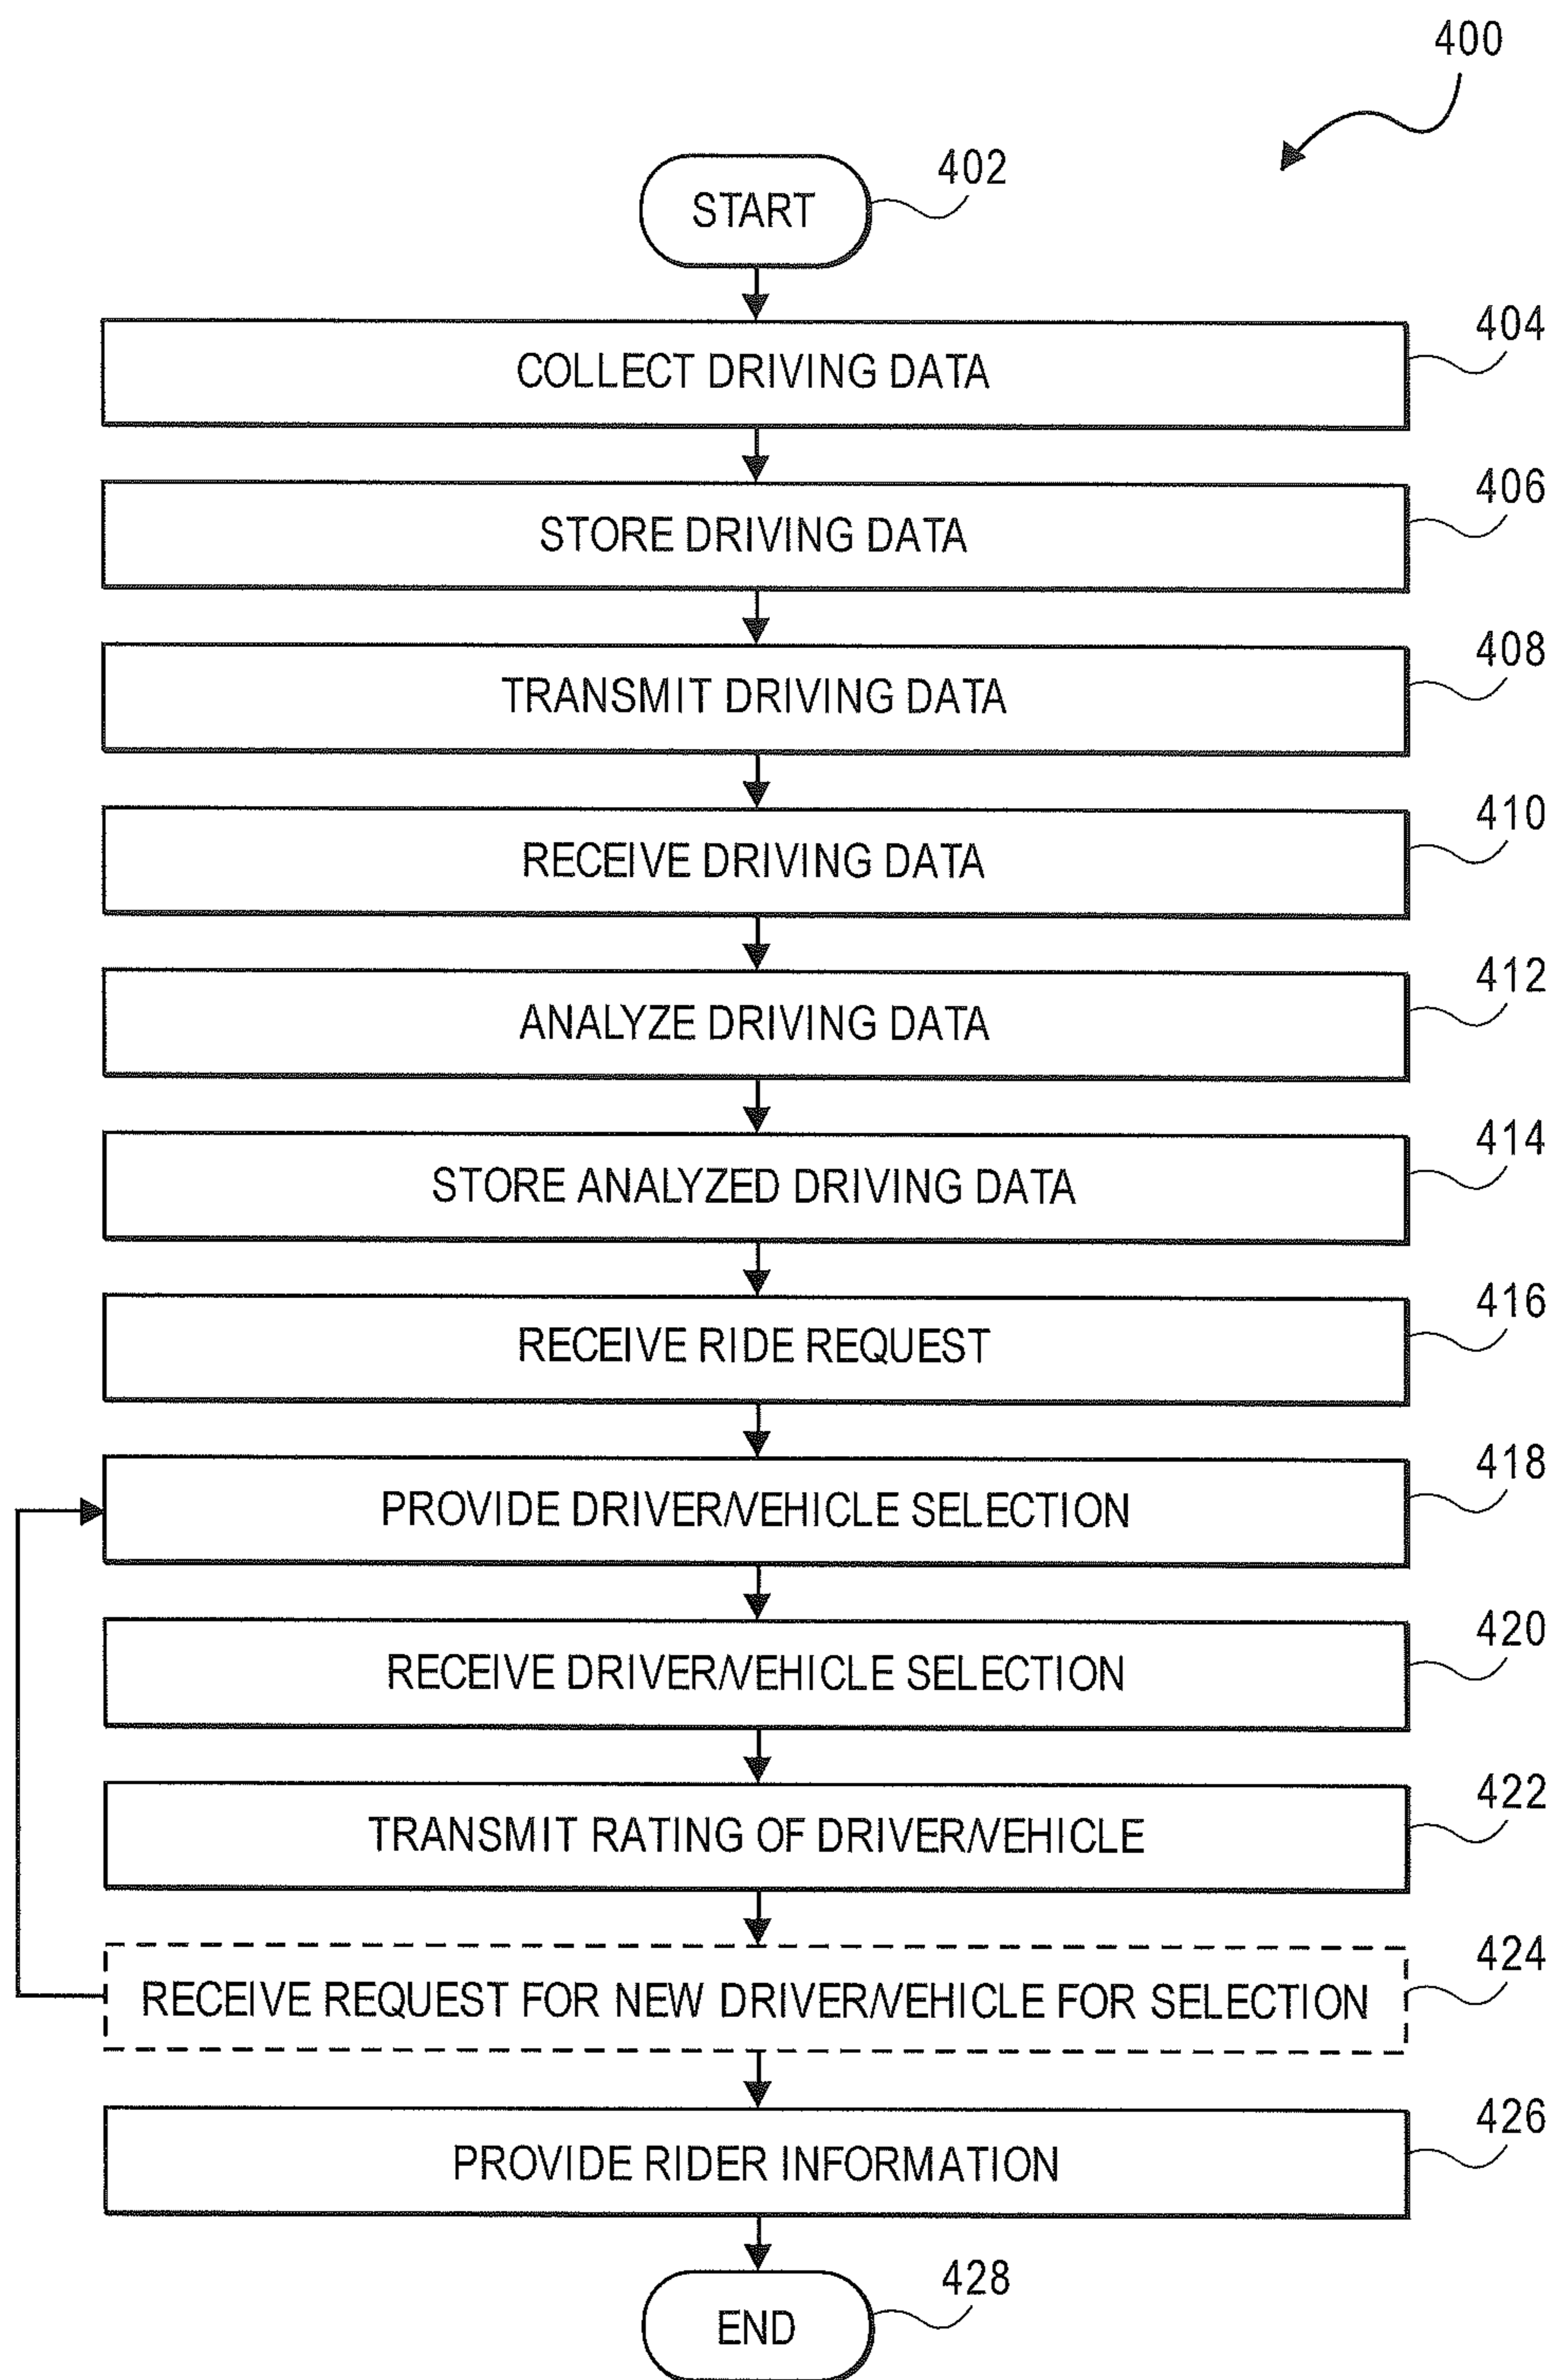 400
START
402
COLLECT DRIVING DATA
404
STORE DRIVING DATA
406
TRANSMIT DRIVING DATA
408
RECEIVE DRIVING DATA
410
ANALYZE DRIVING DATA
412
STORE ANALYZED DRIVING DATA
414
RECEIVE RIDE REQUEST
416
PROVIDE DRIVER/VEHICLE SELECTION
418
RECEIVE DRIVER/VEHICLE SELECTION
420
TRANSMIT RATING OF DRIVER/VEHICLE
422
RECEIVE REQUEST FOR NEW DRIVER/VEHICLE FOR SELECTION
424
PROVIDE RIDER INFORMATION
426
END
428